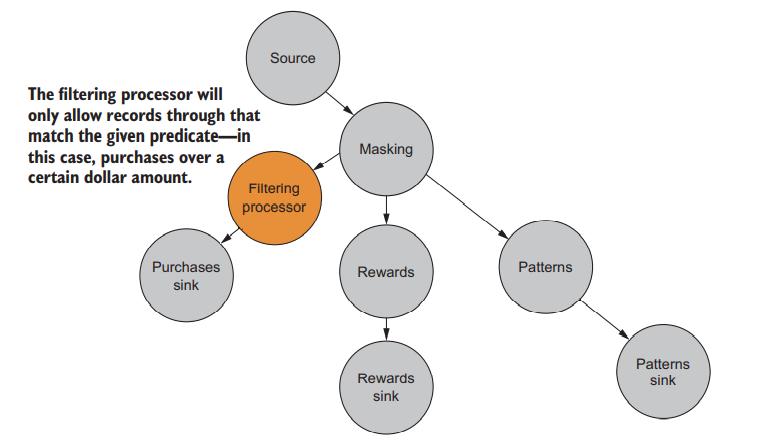 Source
The filtering processor will
only allow records through that
match the given predicate—in
this case, purchases over a
certain dollar amount.
Masking
Filtering
processor
Purchases
sink
Rewards
Patterns
Rewards
sink
Patterns
sink